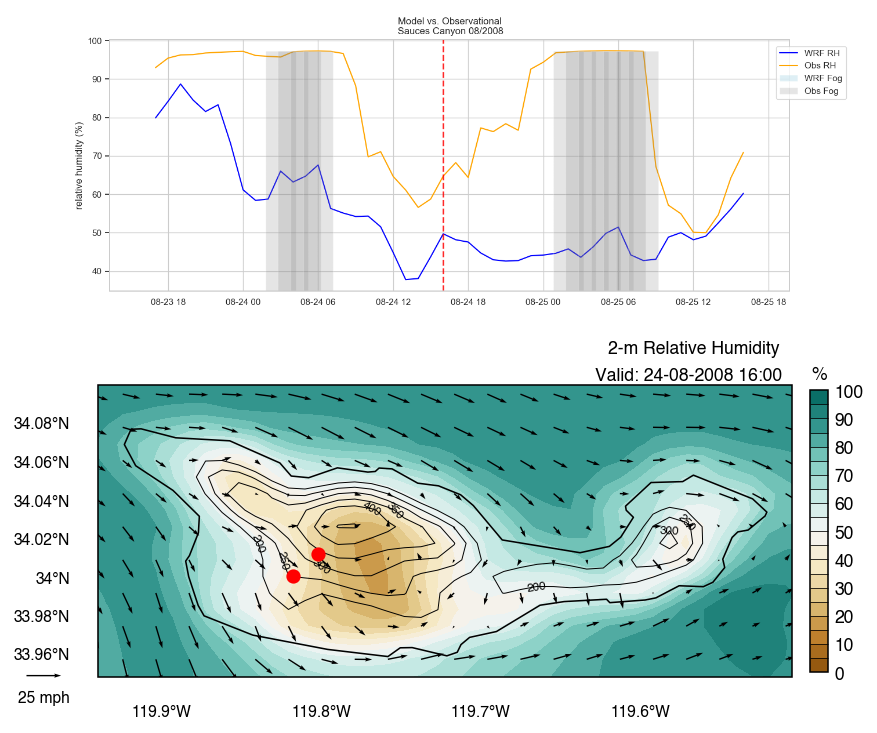 Model vs. Observational
Sauces Canyon 08/2008
relative humidity (%)
100
90
80
70
60
50
40
08-23 18
08-24 00
08-24 06
08-24 12
08-24 18
08-25 00
08-25 06
08-25 12
08-25 18
WRF RH
Obs RH
WRF Fog
Obs Fog
2-m Relative Humidity
Valid: 24-08-2008 16:00
%
34.08°N
34.06°N
34.04°N
34.02°N
34°N
33.98°N
33.96°N
25 mph
119.9°W
119.8°W
119.7°W
119.6°W
400
200
250
200
300
250
100
90
80
70
60
50
40
30
20
10
0